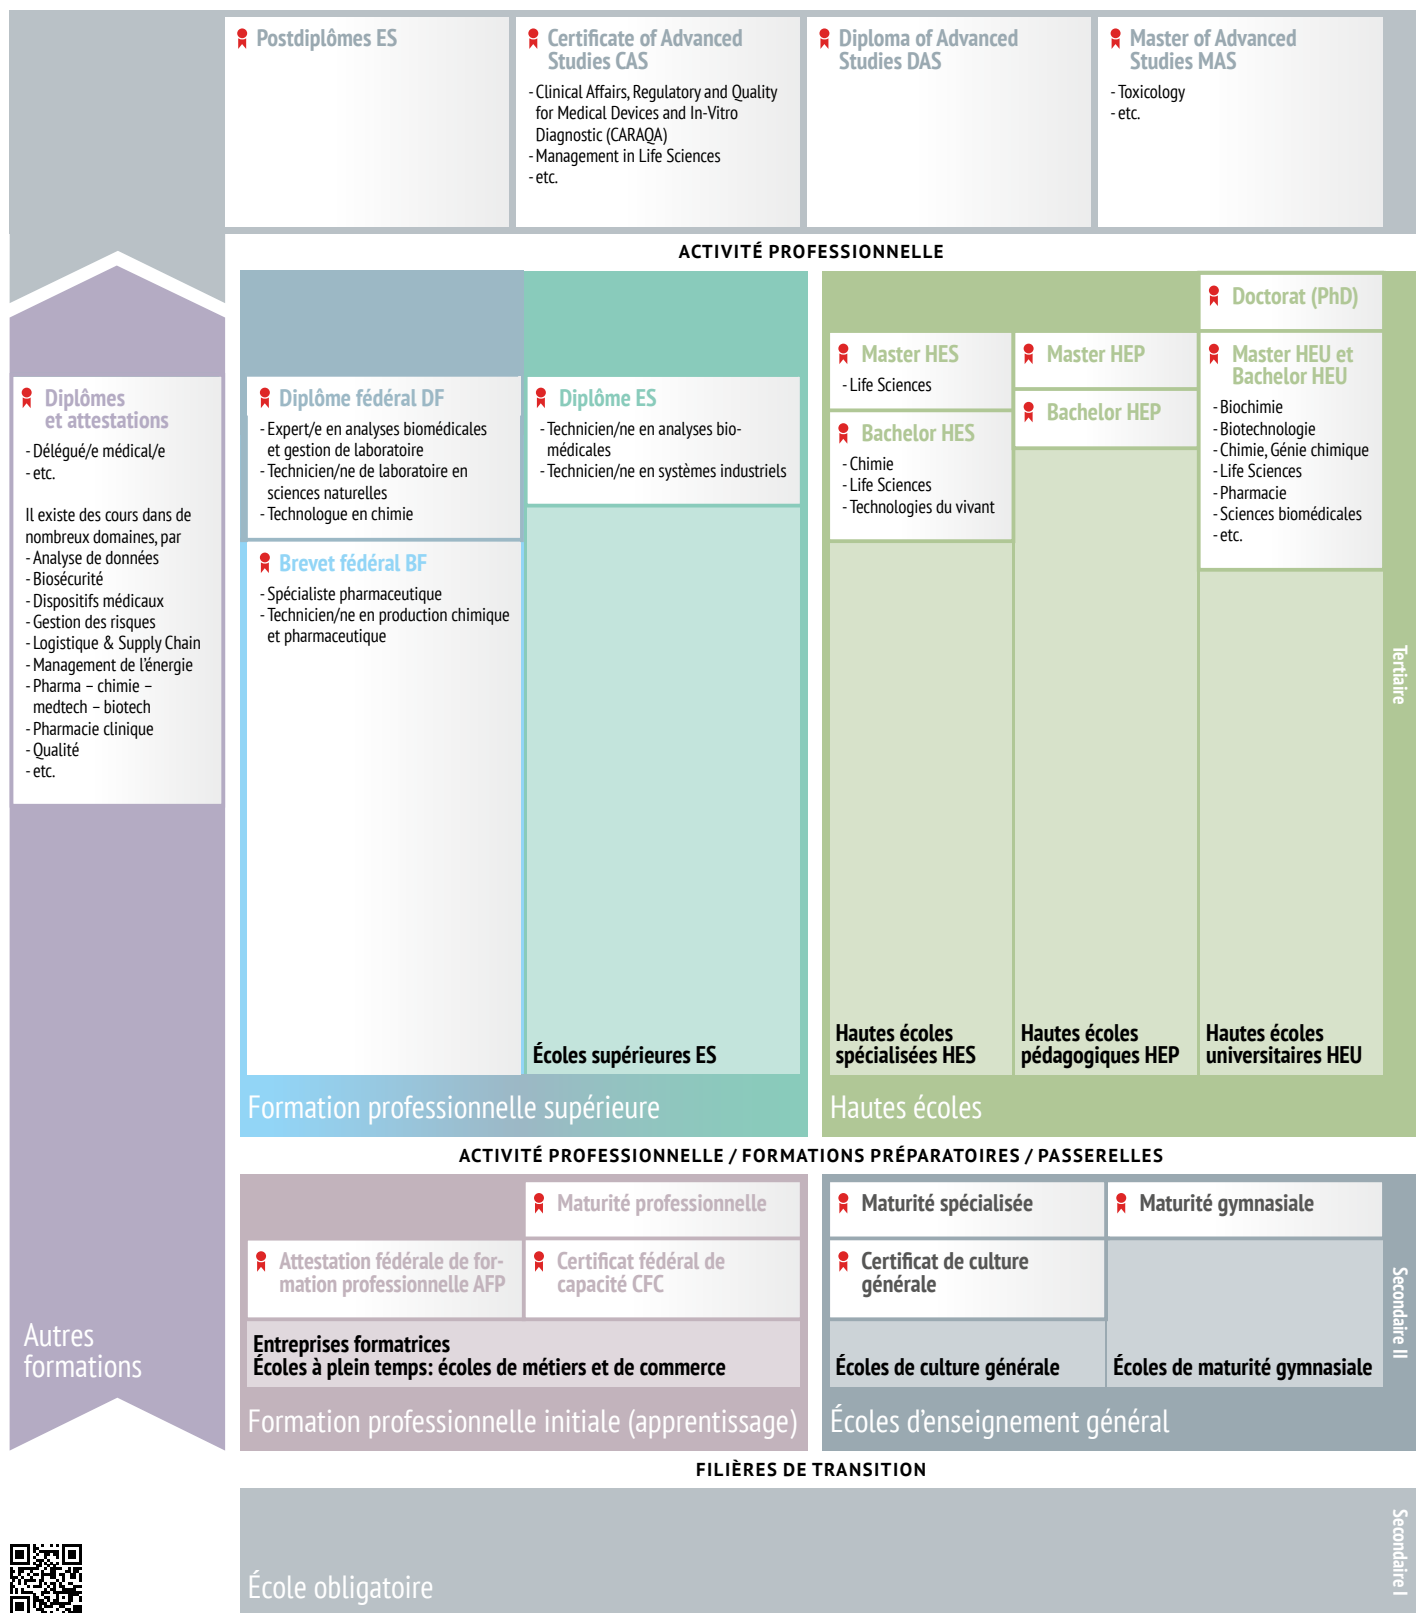 Postdiplômes ES
Certificate of Advanced
Studies CAS
- Clinical Affairs, Regulatory and Quality
for Medical Devices and In-Vitro
Diagnostic (CARAQA)
- Management in Life Sciences
- etc.
Diploma of Advanced
Studies DAS
Master of Advanced
Studies MAS
- Toxicology
- etc.
ACTIVITÉ PROFESSIONNELLE
Diplômes
et attestations
- Délégué/e médical/e
- etc.
Il existe des cours dans de
nombreux domaines, par
- Analyse de données
- Biosécurité
- Dispositifs médicaux
- Gestion des risques
- Logistique & Supply Chain
- Management de l'énergie
- Pharma – chimie –
medtech – biotech
- Pharmacie clinique
- Qualité
- etc.
Autres
formations
Diplôme fédéral DF
- Expert/e en analyses biomédicales
et gestion de laboratoire
- Technicien/ne de laboratoire en
sciences naturelles
- Technologue en chimie
Brevet fédéral BF
- Spécialiste pharmaceutique
- Technicien/ne en production chimique
et pharmaceutique
Diplôme ES
- Technicien/ne en analyses bio-
médicales
- Technicien/ne en systèmes industriels
Écoles supérieures ES
Formation professionnelle supérieure
Master HES
- Life Sciences
Bachelor HES
- Chimie
- Life Sciences
- Technologies du vivant
Hautes écoles
spécialisées HES
Master HEP
Bachelor HEP
Hautes écoles
pédagogiques HEP
Doctorat (PhD)
Master HEU et
Bachelor HEU
- Biochimie
- Biotechnologie
- Chimie, Génie chimique
- Life Sciences
- Pharmacie
- Sciences biomédicales
- etc.
Hautes écoles
universitaires HEU
Hautes écoles
Tertiaire
ACTIVITÉ PROFESSIONNELLE / FORMATIONS PRÉPARATOIRES / PASSERELLES
Maturité professionnelle
Attestation fédérale de for-
mation professionnelle AFP
Certificat fédéral de
capacité CFC
Entreprises formatrices
Écoles à plein temps: écoles de métiers et de commerce
Formation professionnelle initiale (apprentissage)
Maturité spécialisée
Certificat de culture
générale
Écoles de culture générale
Maturité gymnasiale
Écoles de maturité gymnasiale
Écoles d'enseignement général
Secondaire II
FILIÈRES DE TRANSITION
École obligatoire
Secondaire I